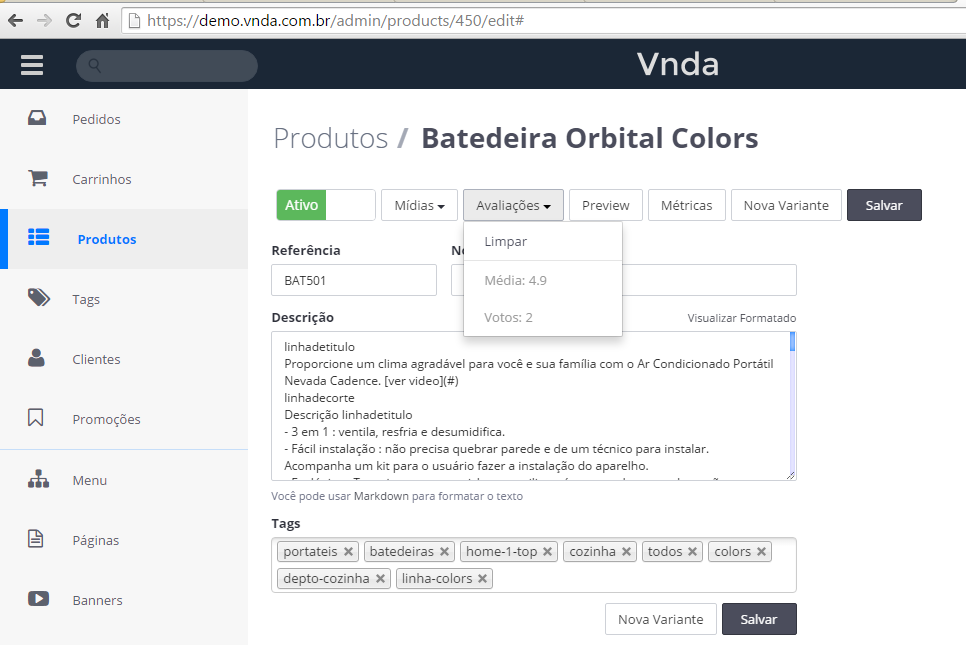 https://demo.vnda.com.br/admin/products/450/edit#
Vnda
Pedidos
Carrinhos
Produtos
Tags
Clientes
Promoções
Menu
Páginas
Banners
Produtos / Batedeira Orbital Colors
Ativo Mídias Avaliações Preview Métricas Nova Variante Salvar
Limpar
Média: 4.9
Votos: 2
Referência
BAT501
Descrição Visualizar Formatado
linhadetitulo
Proporcione um clima agradável para você e sua família com o Ar Condicionado Portátil
Nevada Cadence. [ver video](#)
linhadecorte
Descrição linhadetitulo
- 3 em 1 : ventila, resfria e desumidifica.
- Fácil instalação : não precisa quebrar parede e de um técnico para instalar.
Acompanha um kit para o usuário fazer a instalação do aparelho.
Você pode usar Markdown para formatar o texto
Tags
portateis × batedeiras × home-1-top × cozinha × todos × colors ×
depto-cozinha × linha-colors ×
Nova Variante Salvar